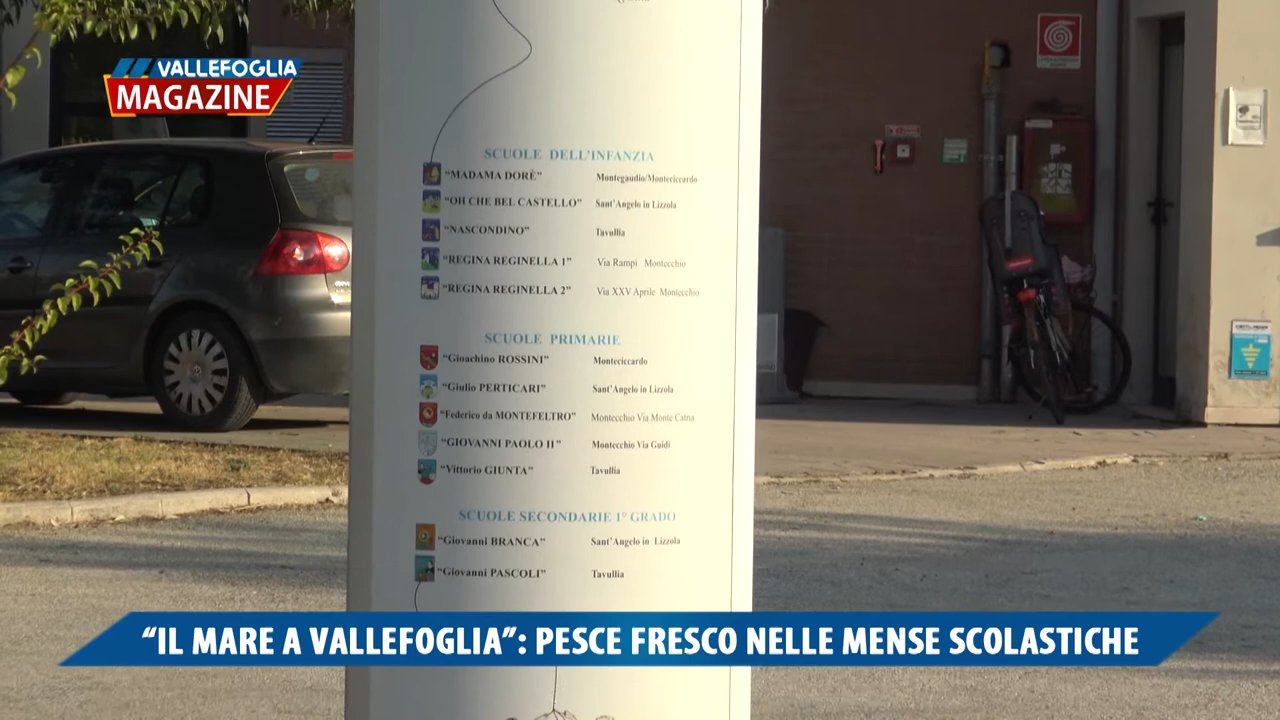 VALLEFOGLIA
MAGAZINE
SCUOLE DELL'INFANZIA
"MADAMA DORÈ" Montegaudio/Monteciccardo
"OH CHE BEL CASTELLO" Sant'Angelo in Lizzola
"NASCONDINO" Tavullia
"REGINA REGINELLA 1" Via Rampi Montecchio
"REGINA REGINELLA 2" Via XXV Aprile Montecchio
SCUOLE PRIMARIE
"Gioachino ROSSINI" Monteciccardo
"Giulio PERTICARI" Sant'Angelo in Lizzola
"Federico da MONTEFELTRO" Montecchio Via Monte Catria
"GIOVANNI PAOLO II" Montecchio Via Guidi
"Vittorio GIUNTA" Tavullia
SCUOLE SECONDARIE 1° GRADO
"Giovanni BRANCA" Sant'Angelo in Lizzola
"Giovanni PASCOLI" Tavullia
"IL MARE A VALLEFOGLIA": PESCE FRESCO NELLE MENSE SCOLASTICHE